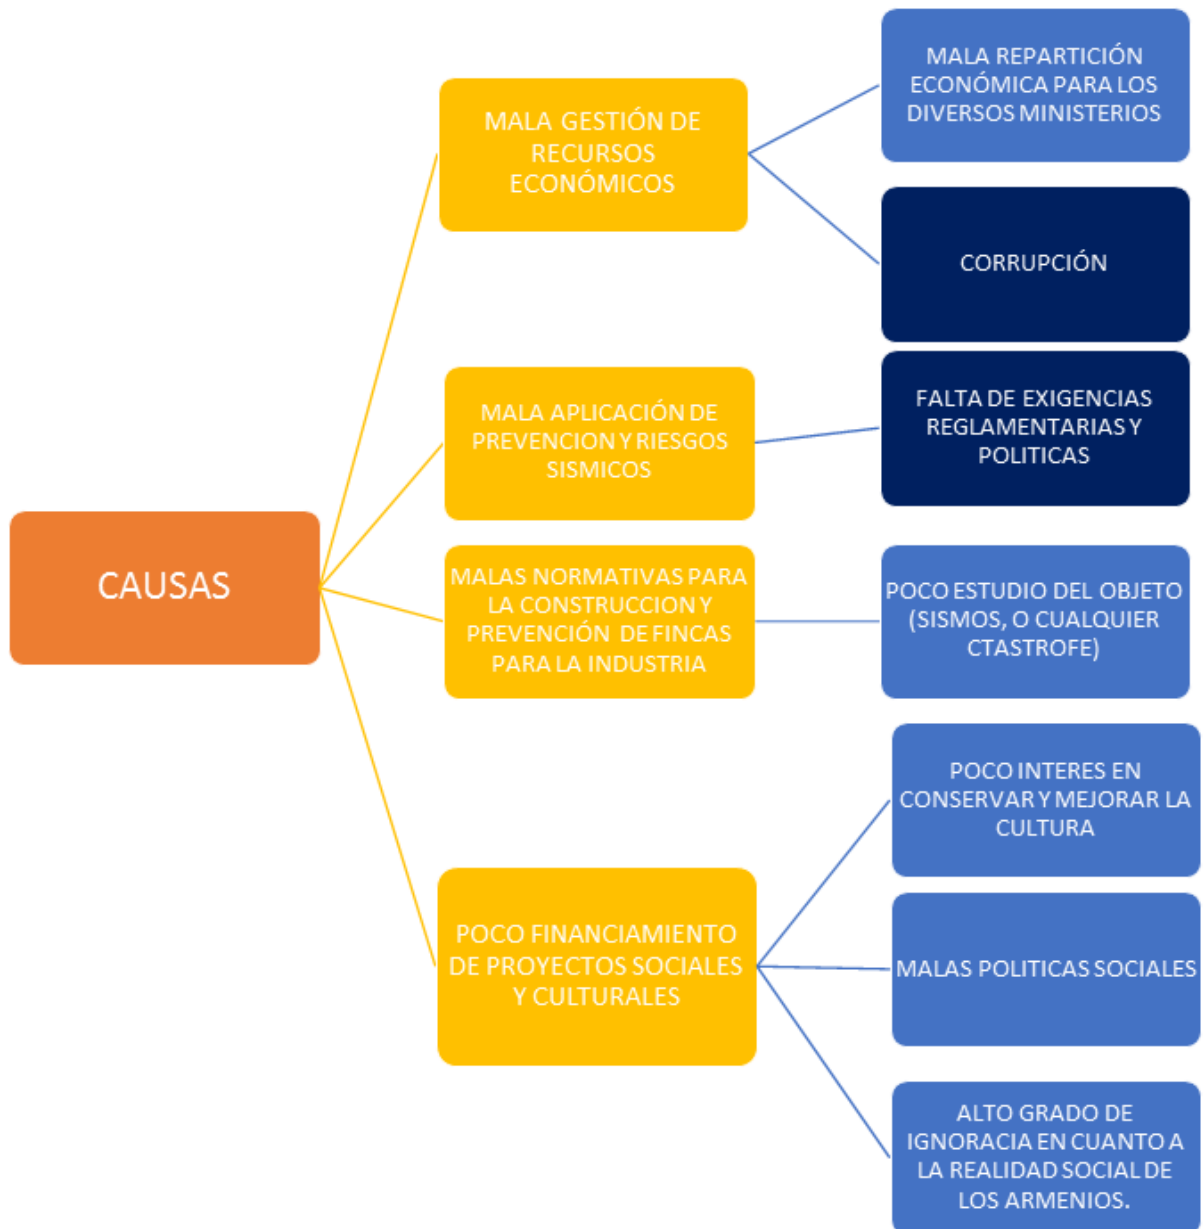 CAUSAS
MALA GESTIÓN DE
RECURSOS
ECONÓMICOS
MALA REPARTICIÓN
ECONÓMICA PARA LOS
DIVERSOS MINISTERIOS
CORRUPCIÓN
MALA APLICACIÓN DE
PREVENCION Y RIESGOS
SISMICOS
FALTA DE EXIGENCIAS
REGLAMENTARIAS Y
POLITICAS
MALAS NORMATIVAS PARA
LA CONSTRUCCION Y
PREVENCIÓN DE FINCAS
PARA LA INDUSTRIA
POCO ESTUDIO DEL OBJETO
(SISMOS, O CUALQUIER
CTASTROFE)
POCO FINANCIAMIENTO
DE PROYECTOS SOCIALES
Y CULTURALES
POCO INTERES EN
CONSERVAR Y MEJORAR LA
CULTURA
MALAS POLITICAS SOCIALES
ALTO GRADO DE
IGNORACIA EN CUANTO A
LA REALIDAD SOCIAL DE
LOS ARMENIOS.